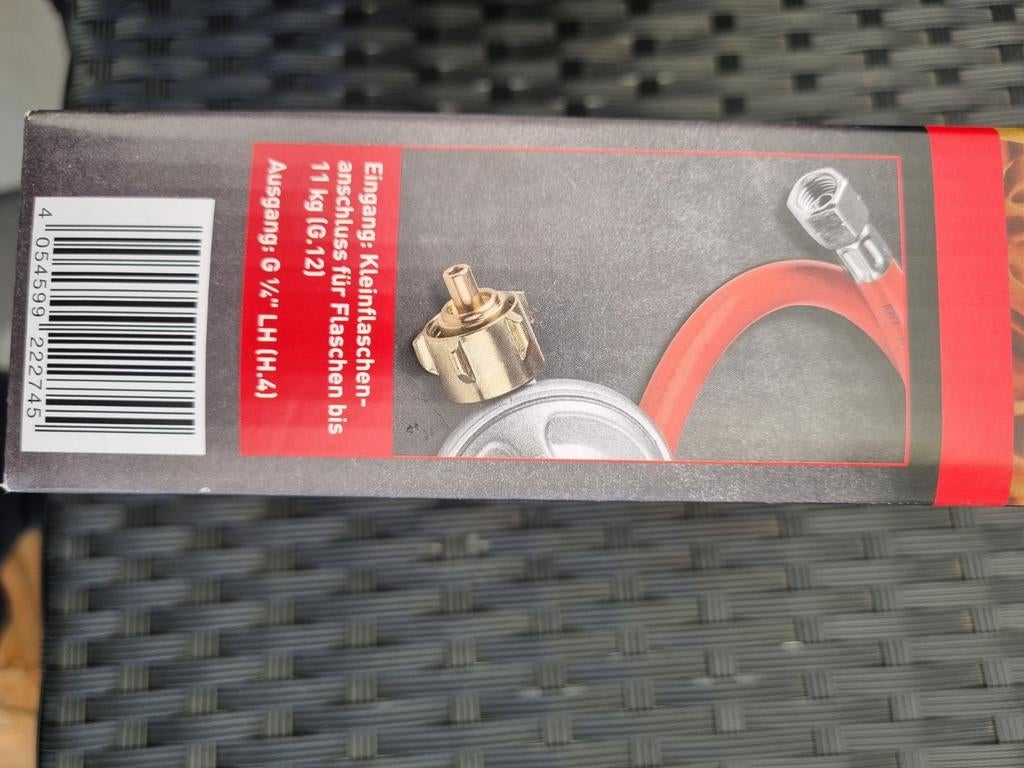 Eingang: Kleinflaschen-
anschluss für Flaschen bis
11 kg (G.12)
Ausgang: G ¼" LH (H.4)
4 054599 222745